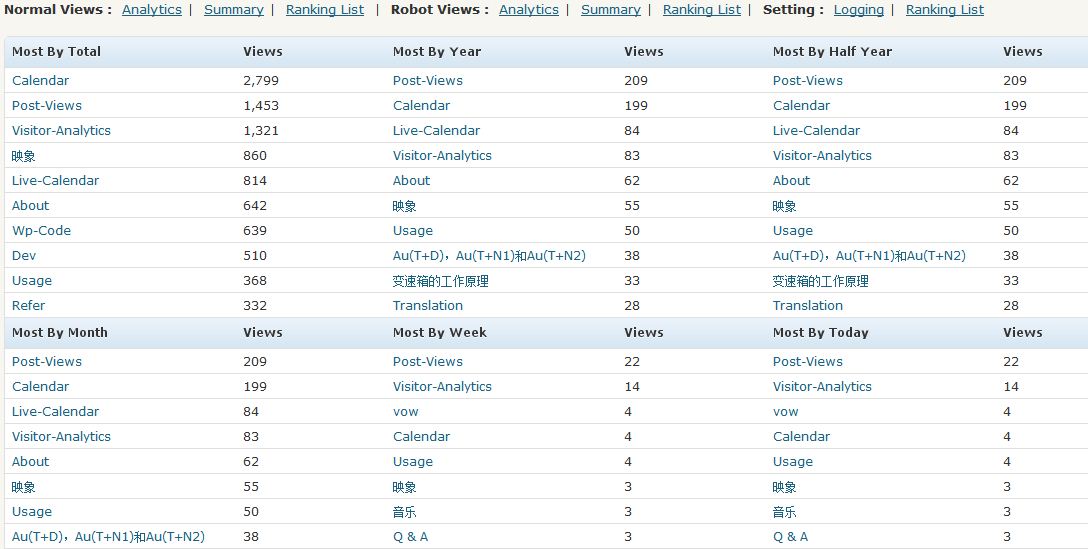 Normal Views : Analytics | Summary | Ranking List | Robot Views : Analytics | Summary | Ranking List | Setting : Logging | Ranking List
Most By Total Views Most By Year Views Most By Half Year Views
Calendar 2,799 Post-Views 209 Post-Views 209
Post-Views 1,453 Calendar 199 Calendar 199
Visitor-Analytics 1,321 Live-Calendar 84 Live-Calendar 84
映象 860 Visitor-Analytics 83 Visitor-Analytics 83
Live-Calendar 814 About 62 About 62
About 642 映象 55 映象 55
Wp-Code 639 Usage 50 Usage 50
Dev 510 Au(T+D)，Au(T+N1)和Au(T+N2) 38 Au(T+D)，Au(T+N1)和Au(T+N2) 38
Usage 368 变速箱的工作原理 33 变速箱的工作原理 33
Refer 332 Translation 28 Translation 28
Most By Month Views Most By Week Views Most By Today Views
Post-Views 209 Post-Views 22 Post-Views 22
Calendar 199 Visitor-Analytics 14 Visitor-Analytics 14
Live-Calendar 84 vow 4 vow 4
Visitor-Analytics 83 Calendar 4 Calendar 4
About 62 Usage 4 Usage 4
映象 55 映象 3 映象 3
Usage 50 音乐 3 音乐 3
Au(T+D)，Au(T+N1)和Au(T+N2) 38 Q & A 3 Q & A 3